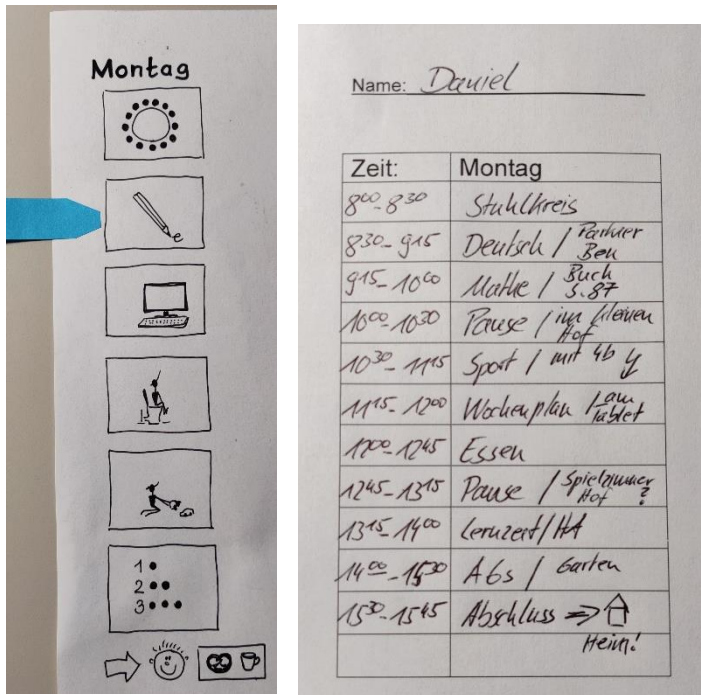 Montag
e
1
2
3
Name: Daniel
Zeit: Montag
8⁰⁰-8³⁰ Stuhlkreis
8³⁰-9¹⁵ Deutsch / Partner Ben
9¹⁵-10⁰⁰ Mathe / Buch S.87
10⁰⁰-10³⁰ Pause / im kleinen Hof
10³⁰-11¹⁵ Sport / mit 4b
11¹⁵-12⁰⁰ Wochenplan / am Tablet
12⁰⁰-12⁴⁵ Essen
12⁴⁵-13¹⁵ Pause / Spielzimmer Hof ?
13¹⁵-14⁰⁰ Lernzeit/HA
14⁰⁰-15³⁰ AGs / Garten
15³⁰-15⁴⁵ Abschluss ⇒
Heim!